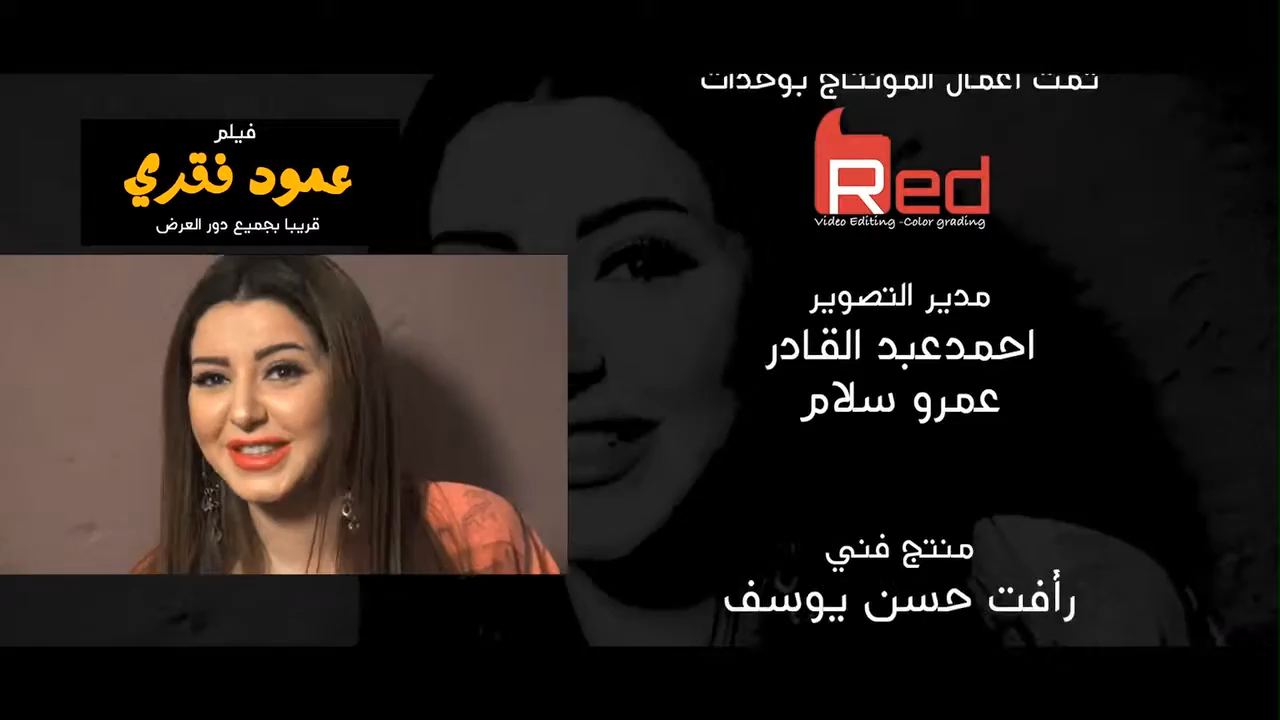 فيلم
عمود فقري
قريبا بجميع دور العرض
تمت اعمال المونتاج بوحدات
Red
Video Editing -Color grading
مدير التصوير
احمدعبد القادر
عمرو سلام
منتج فني
رأفت حسن يوسف